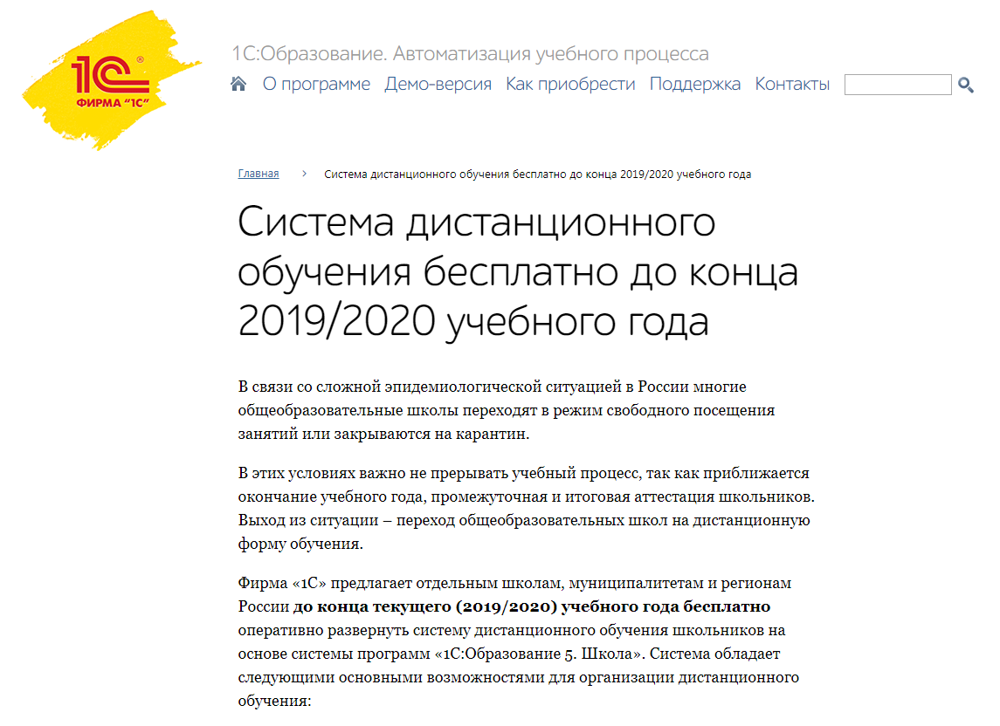 1С®
ФИРМА "1С"
1С:Образование. Автоматизация учебного процесса
О программе Демо-версия Как приобрести Поддержка Контакты
Главная > Система дистанционного обучения бесплатно до конца 2019/2020 учебного года
Система дистанционного
обучения бесплатно до конца
2019/2020 учебного года
В связи со сложной эпидемиологической ситуацией в России многие
общеобразовательные школы переходят в режим свободного посещения
занятий или закрываются на карантин.
В этих условиях важно не прерывать учебный процесс, так как приближается
окончание учебного года, промежуточная и итоговая аттестация школьников.
Выход из ситуации – переход общеобразовательных школ на дистанционную
форму обучения.
Фирма «1С» предлагает отдельным школам, муниципалитетам и регионам
России до конца текущего (2019/2020) учебного года бесплатно
оперативно развернуть систему дистанционного обучения школьников на
основе системы программ «1С:Образование 5. Школа». Система обладает
следующими основными возможностями для организации дистанционного
обучения: